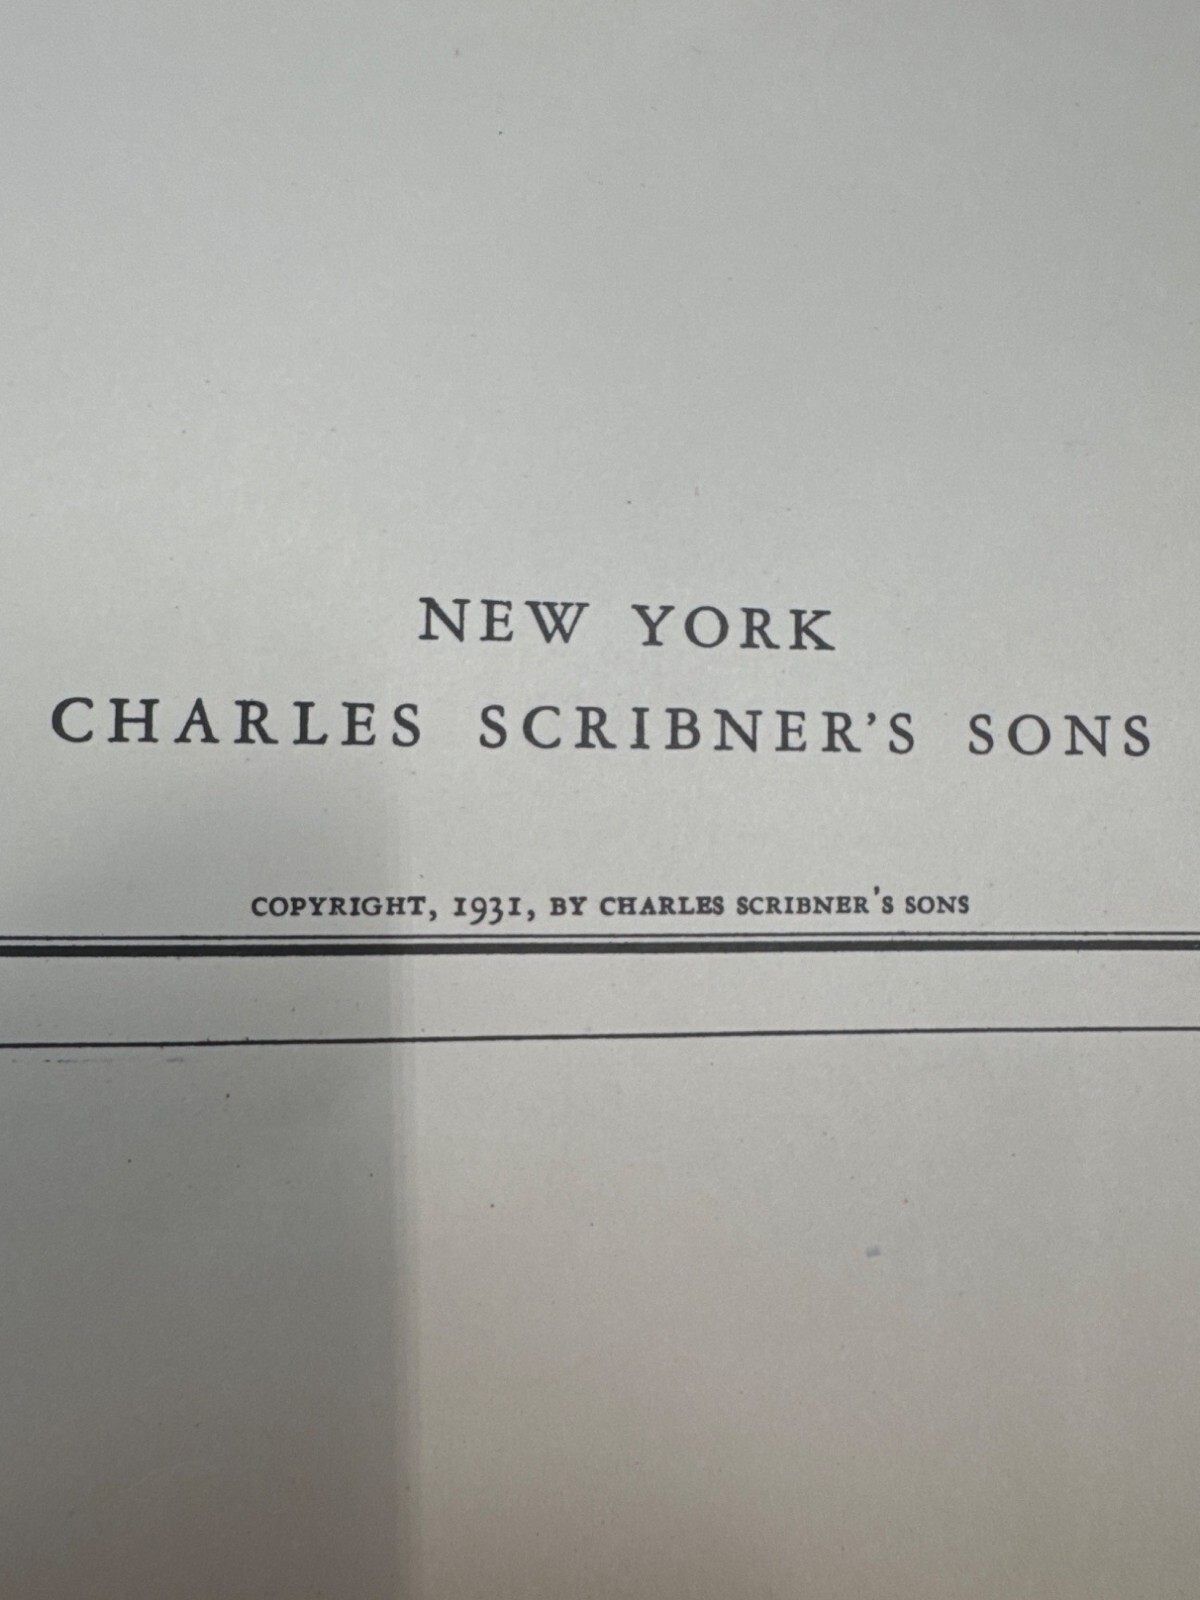 NEW YORK
CHARLES SCRIBNER'S SONS
COPYRIGHT, 1931, BY CHARLES SCRIBNER'S SONS